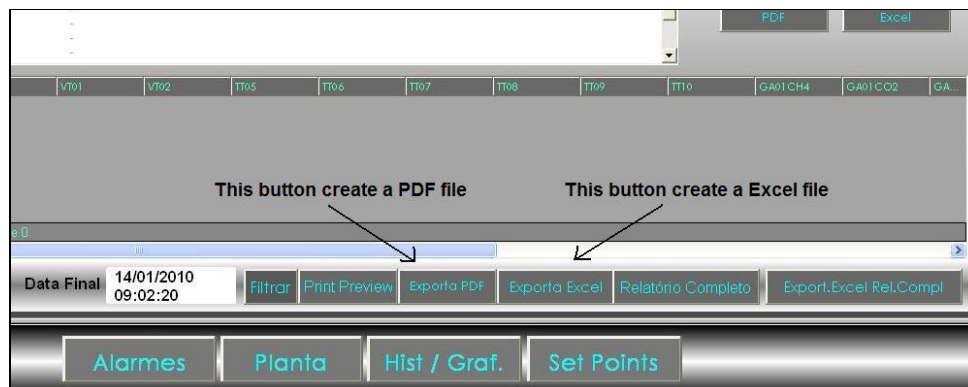 PDF Excel
VT01 VT02 TT05 TT06 TT07 TT08 TT09 TT10 GA01CH4 GA01CO2 GA...
This button create a PDF file This button create a Excel file
e 0
Data Final 14/01/2010
09:02:20
Filtrar Print Preview Exporta PDF Exporta Excel Relatório Completo Export.Excel Rel.Compl
Alarmes Planta Hist / Graf. Set Points